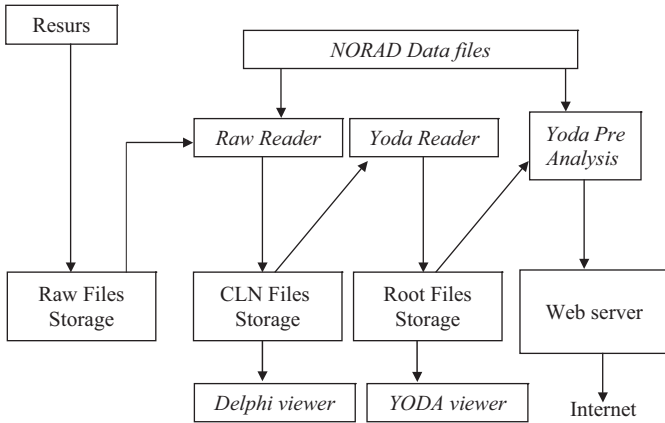 Resurs
NORAD Data files
Raw Reader
Yoda Reader
Yoda Pre
Analysis
Raw Files
Storage
CLN Files
Storage
Root Files
Storage
Web server
Delphi viewer
YODA viewer
Internet